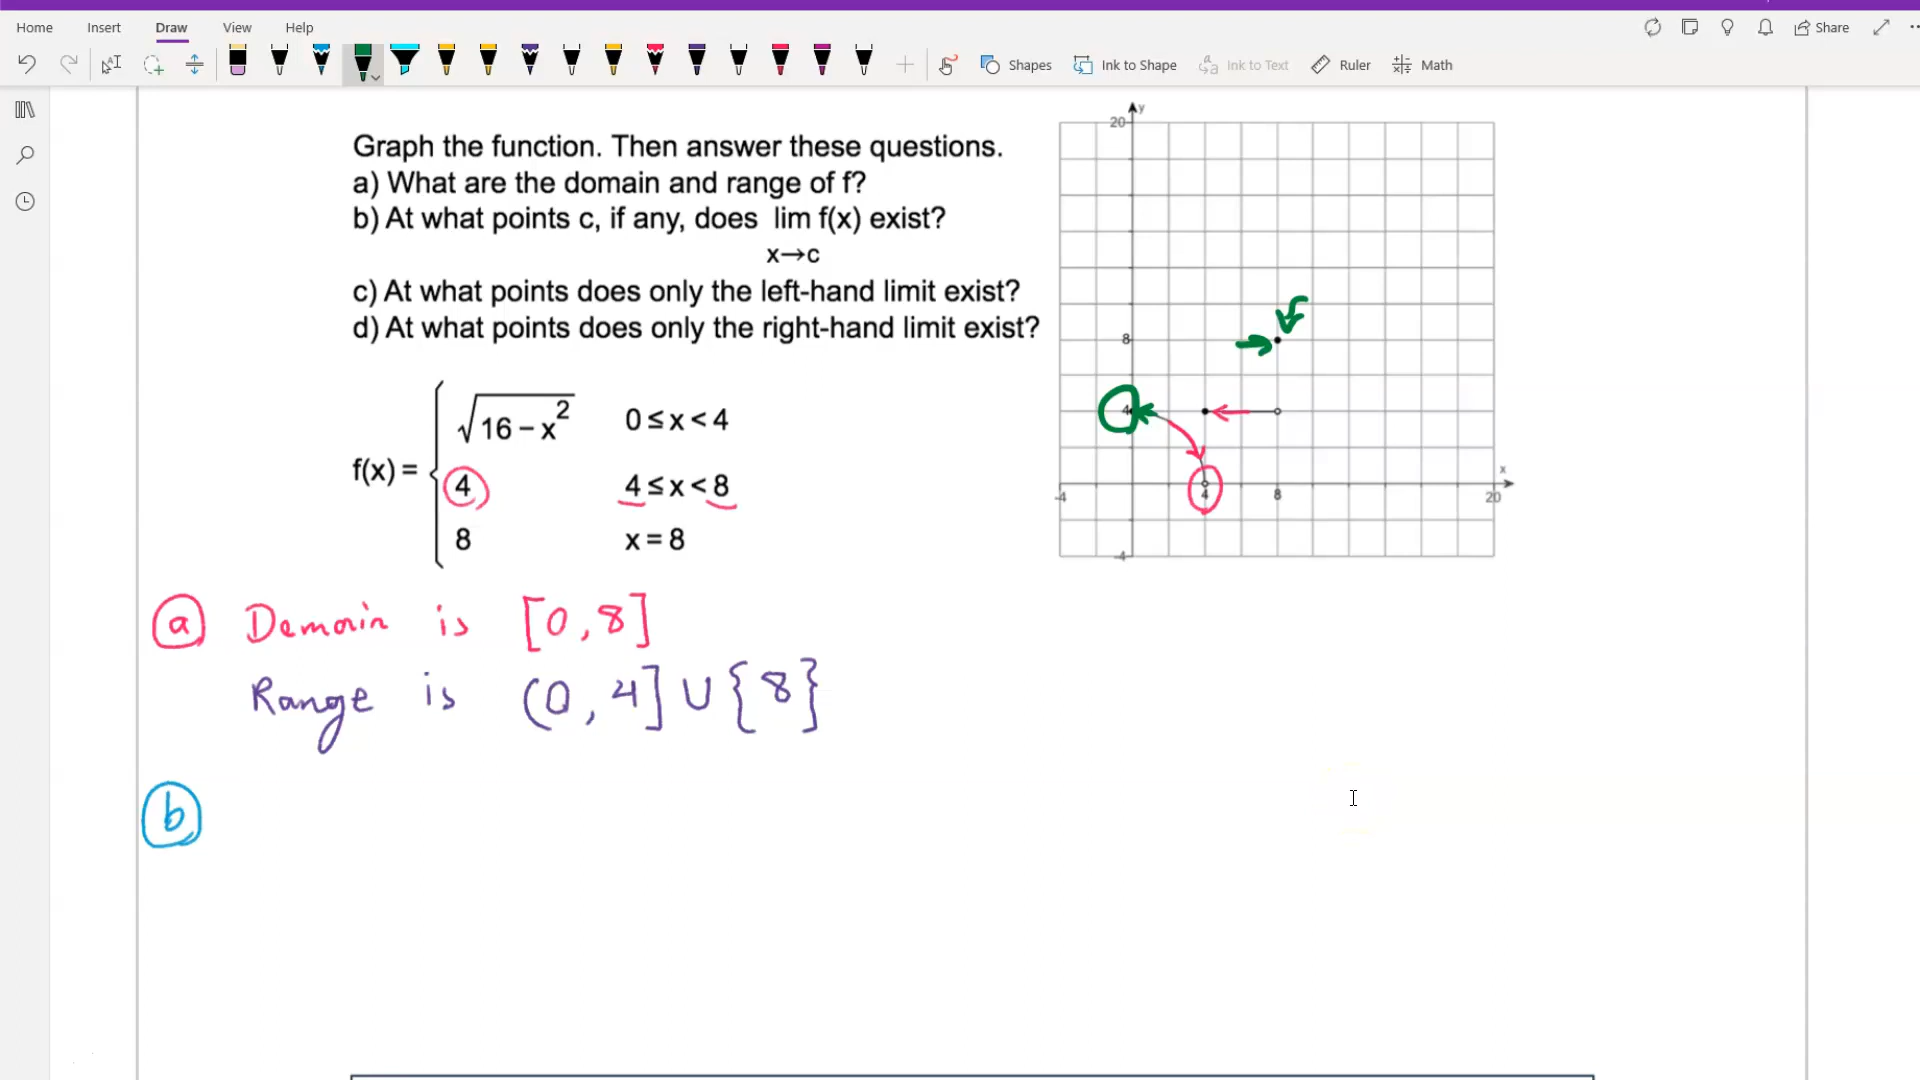 Home Insert Draw View Help Share
Shapes Ink to Shape Ink to Text Ruler Math
Graph the function. Then answer these questions.
a) What are the domain and range of f?
b) At what points c, if any, does lim f(x) exist?
x→c
c) At what points does only the left-hand limit exist?
d) At what points does only the right-hand limit exist?
f(x) = { √16 − x² 0 ≤ x < 4
4 4 ≤ x < 8
8 x = 8
y
20
8
4
x
-4 4 8 20
-4
a Domain is [0, 8]
Range is (0, 4] ∪ {8}
b